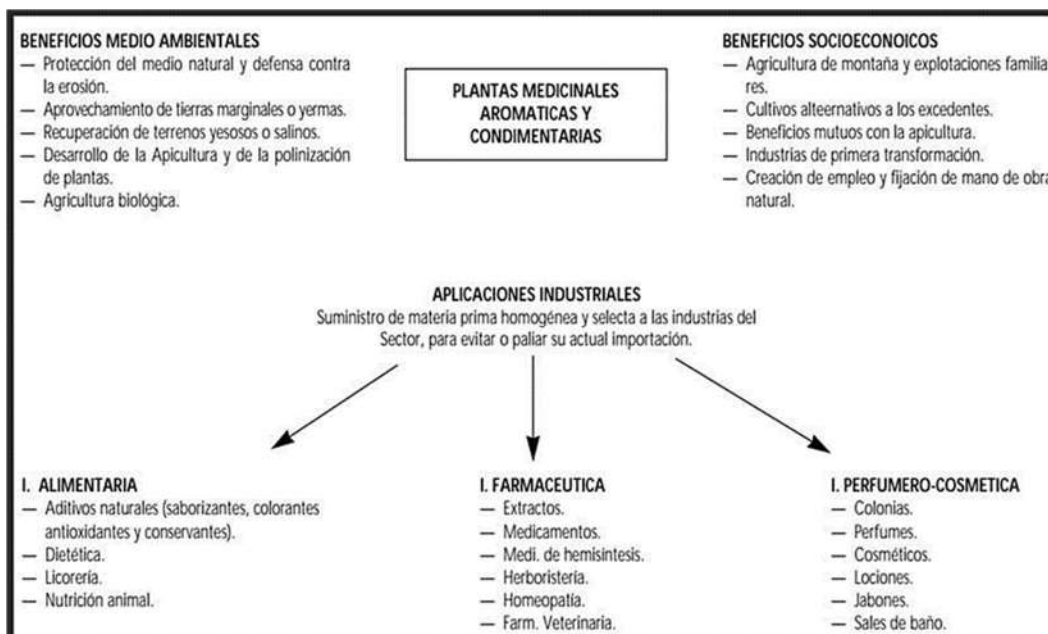 BENEFICIOS MEDIO AMBIENTALES
— Protección del medio natural y defensa contra
la erosión.
— Aprovechamiento de tierras marginales o yermas.
— Recuperación de terrenos yesosos o salinos.
— Desarrollo de la Apicultura y de la polinización
de plantas.
— Agricultura biológica.
PLANTAS MEDICINALES
AROMATICAS Y
CONDIMENTARIAS
BENEFICIOS SOCIOECONOICOS
— Agricultura de montaña y explotaciones familia-
res.
— Cultivos alteernativos a los excedentes.
— Beneficios mutuos con la apicultura.
— Industrias de primera transformación.
— Creación de empleo y fijación de mano de obra
natural.
APLICACIONES INDUSTRIALES
Suministro de materia prima homogénea y selecta a las industrias del
Sector, para evitar o paliar su actual importación.
I. ALIMENTARIA
— Aditivos naturales (saborizantes, colorantes
antioxidantes y conservantes).
— Dietética.
— Licorería.
— Nutrición animal.
I. FARMACEUTICA
— Extractos.
— Medicamentos.
— Medi. de hemisintesis.
— Herboristería.
— Homeopatía.
— Farm. Veterinaria.
I. PERFUMERO-COSMETICA
— Colonias.
— Perfumes.
— Cosméticos.
— Lociones.
— Jabones.
— Sales de baño.